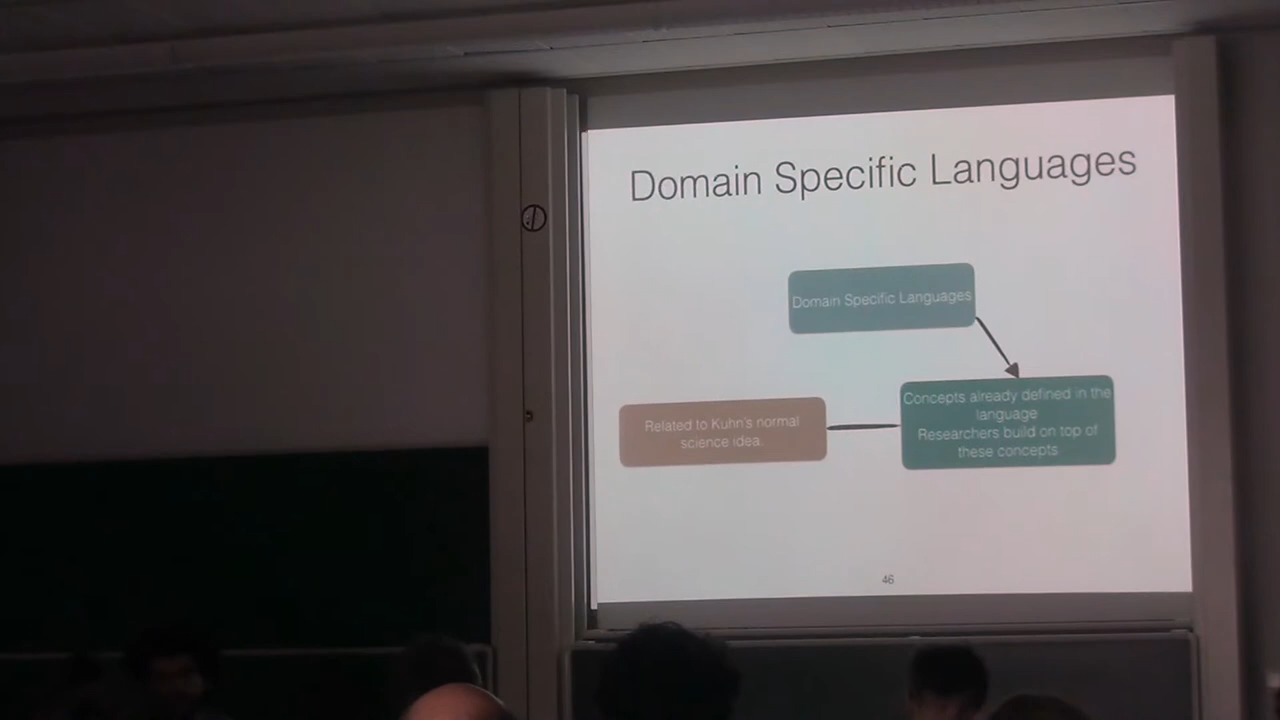 Domain Specific Languages
Domain Specific Languages
Concepts already defined in the
language
Researchers build on top of
these concepts
Related to Kuhn's normal
science idea.
46